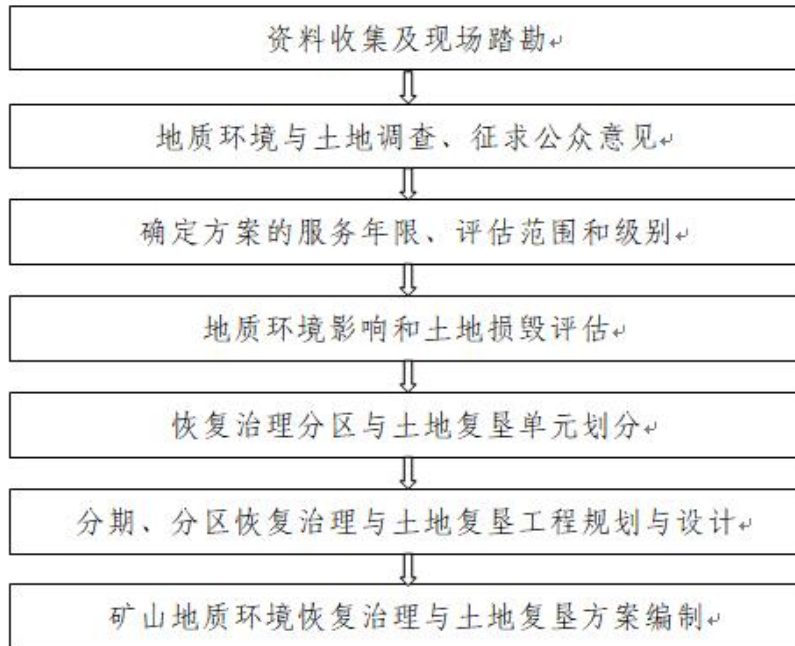 资料收集及现场踏勘
地质环境与土地调查、征求公众意见
确定方案的服务年限、评估范围和级别
地质环境影响和土地损毁评估
恢复治理分区与土地复垦单元划分
分期、分区恢复治理与土地复垦工程规划与设计
矿山地质环境恢复治理与土地复垦方案编制